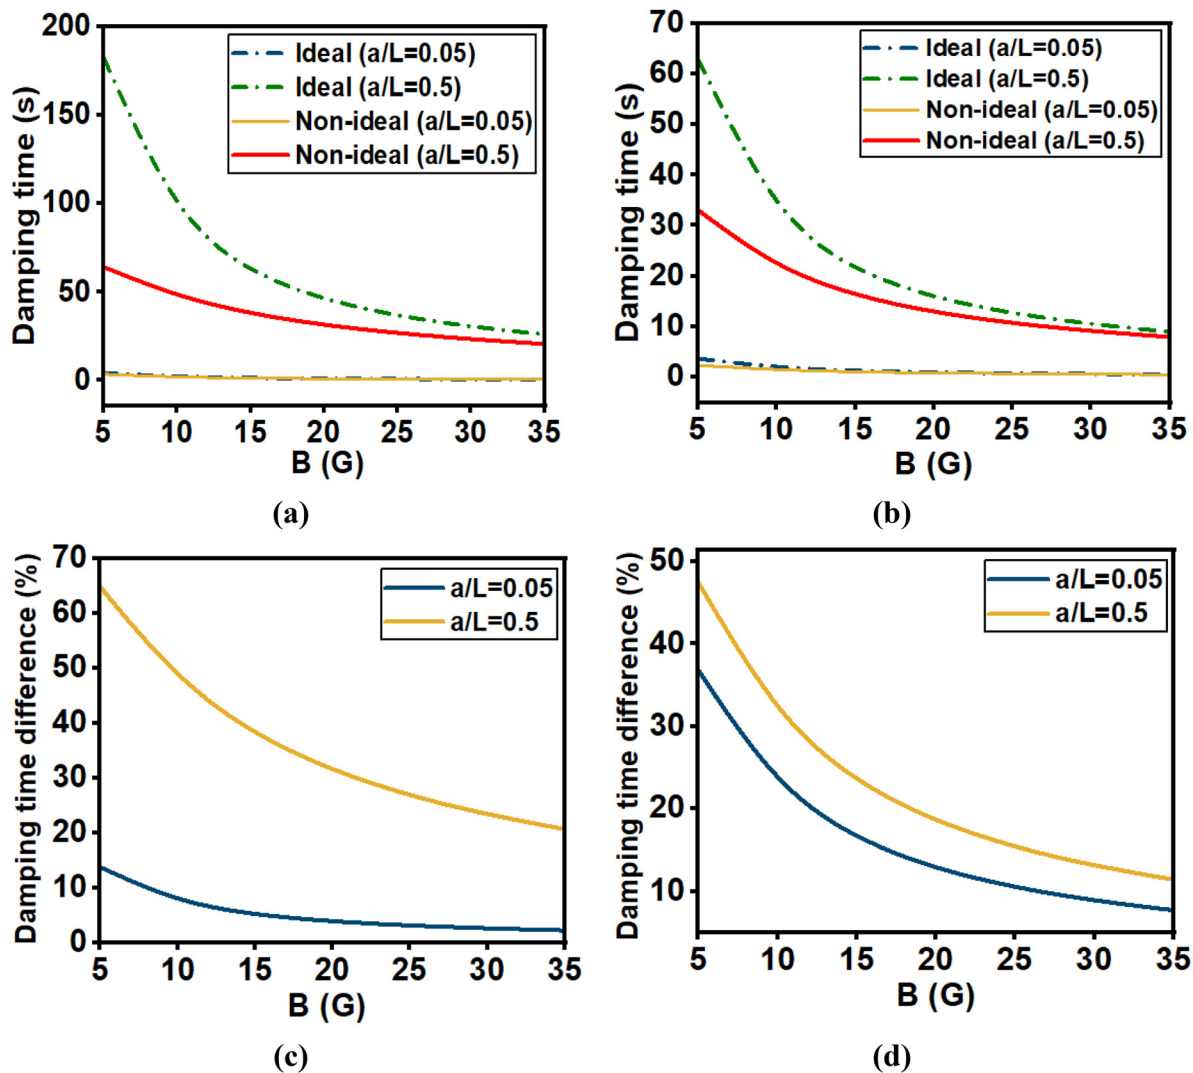 Damping time (s)
200
150
100
50
0
Ideal (a/L=0.05)
Ideal (a/L=0.5)
Non-ideal (a/L=0.05)
Non-ideal (a/L=0.5)
5 10 15 20 25 30 35
B (G)
(a)
Damping time (s)
70
60
50
40
30
20
10
0
Ideal (a/L=0.05)
Ideal (a/L=0.5)
Non-ideal (a/L=0.05)
Non-ideal (a/L=0.5)
5 10 15 20 25 30 35
B (G)
(b)
Damping time difference (%)
70
60
50
40
30
20
10
0
a/L=0.05
a/L=0.5
5 10 15 20 25 30 35
B (G)
(c)
Damping time difference (%)
50
40
30
20
10
a/L=0.05
a/L=0.5
5 10 15 20 25 30 35
B (G)
(d)